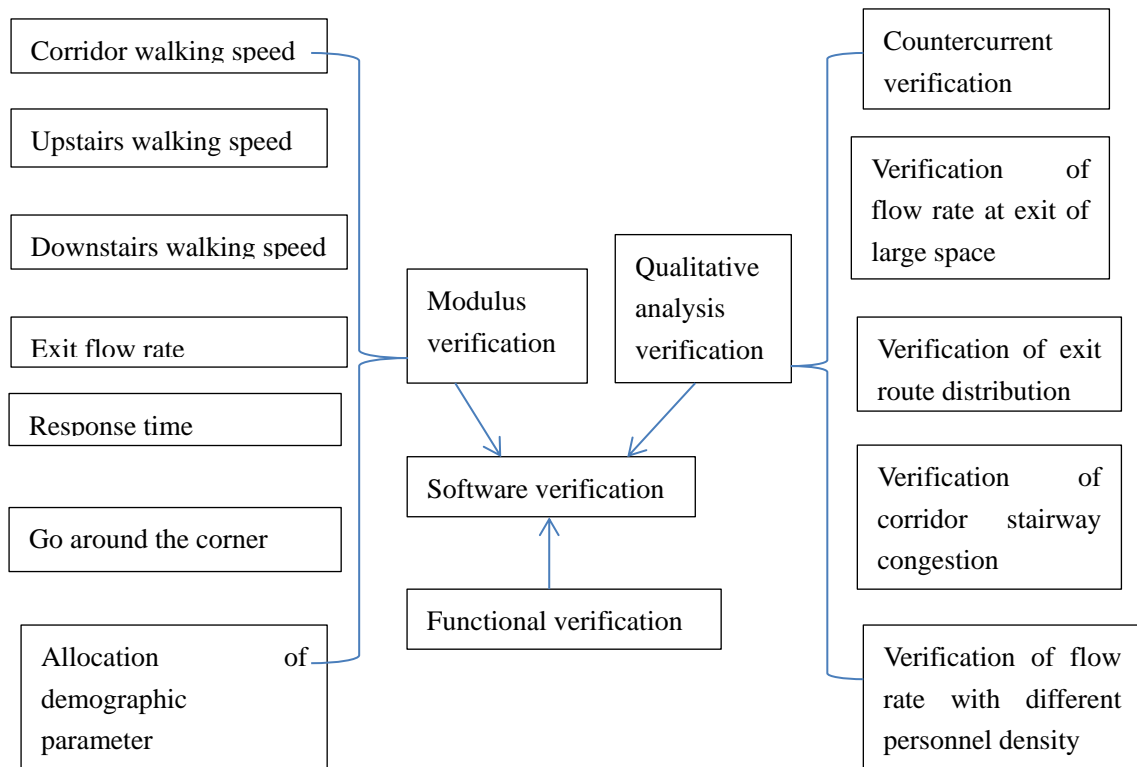 Corridor walking speed
Upstairs walking speed
Downstairs walking speed
Exit flow rate
Response time
Go around the corner
Allocation of
demographic
parameter
Modulus
verification
Qualitative
analysis
verification
Software verification
Functional verification
Countercurrent
verification
Verification of
flow rate at exit of
large space
Verification of exit
route distribution
Verification of
corridor stairway
congestion
Verification of flow
rate with different
personnel density